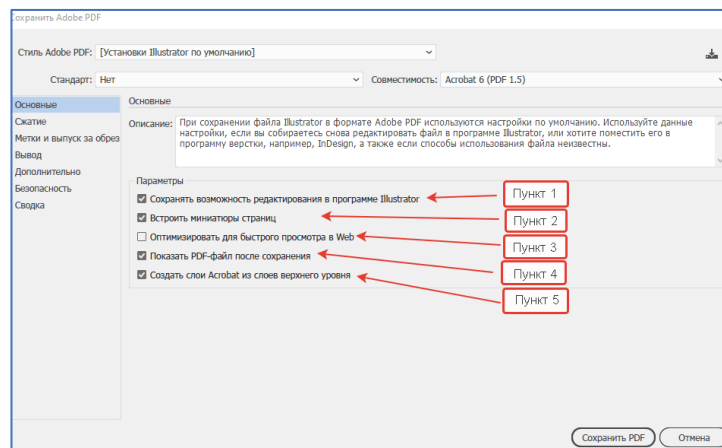 Сохранить Adobe PDF
Стиль Adobe PDF: [Установки Illustrator по умолчанию]
Стандарт: Нет Совместимость: Acrobat 6 (PDF 1.5)
Основные
Сжатие
Метки и выпуск за обрез
Вывод
Дополнительно
Безопасность
Сводка
Основные
Описание: При сохранении файла Illustrator в формате Adobe PDF используются настройки по умолчанию. Используйте данные
настройки, если вы собираетесь снова редактировать файл в программе Illustrator, или хотите поместить его в
программу верстки, например, InDesign, а также если способы использования файла неизвестны.
Параметры
Сохранять возможность редактирования в программе Illustrator Пункт 1
Встроить миниатюры страниц Пункт 2
Оптимизировать для быстрого просмотра в Web Пункт 3
Показать PDF-файл после сохранения Пункт 4
Создать слои Acrobat из слоев верхнего уровня Пункт 5
Сохранить PDF Отмена